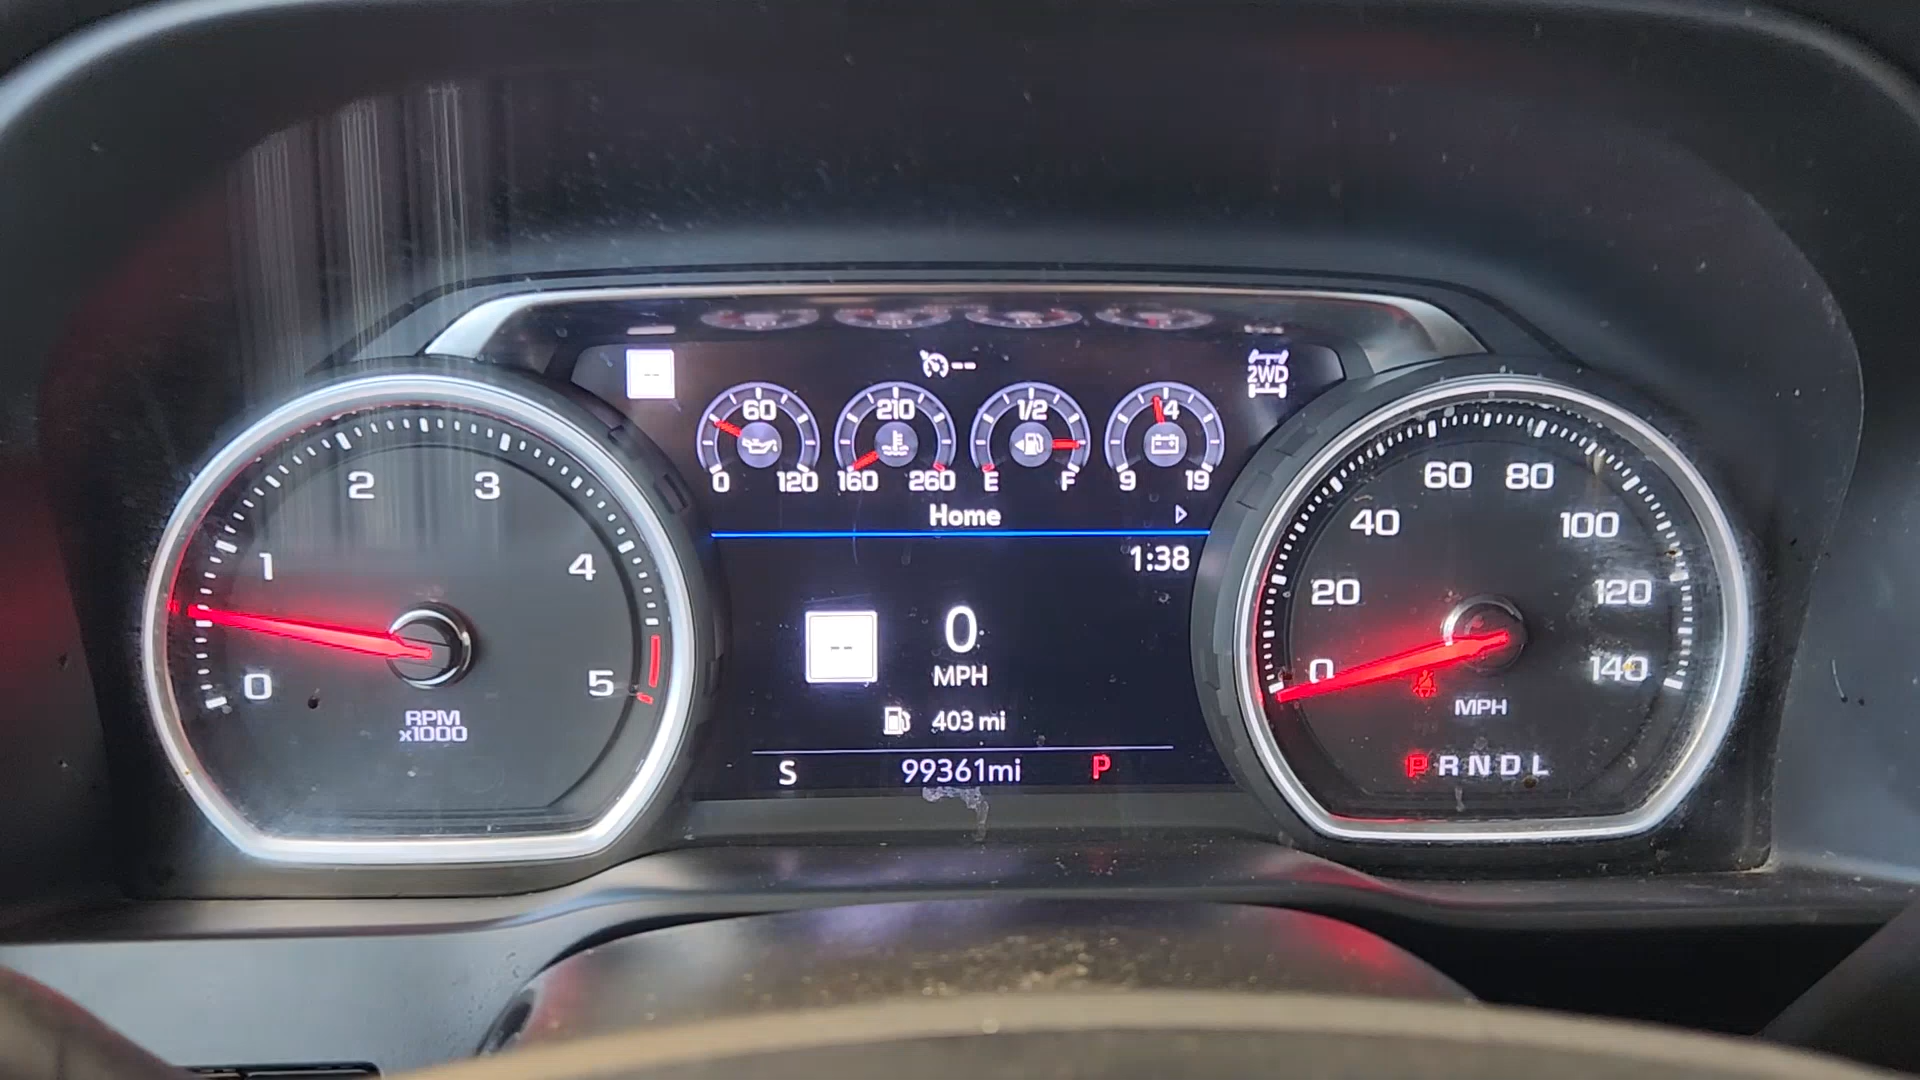 --
--
2WD
60
0 120
210
160 260
1/2
E F
14
9 19
Home
1:38
--
0
MPH
403 mi
S 99361mi P
0 1 2 3 4 5
RPM
x1000
0 20 40 60 80 100 120 140
MPH
P R N D L